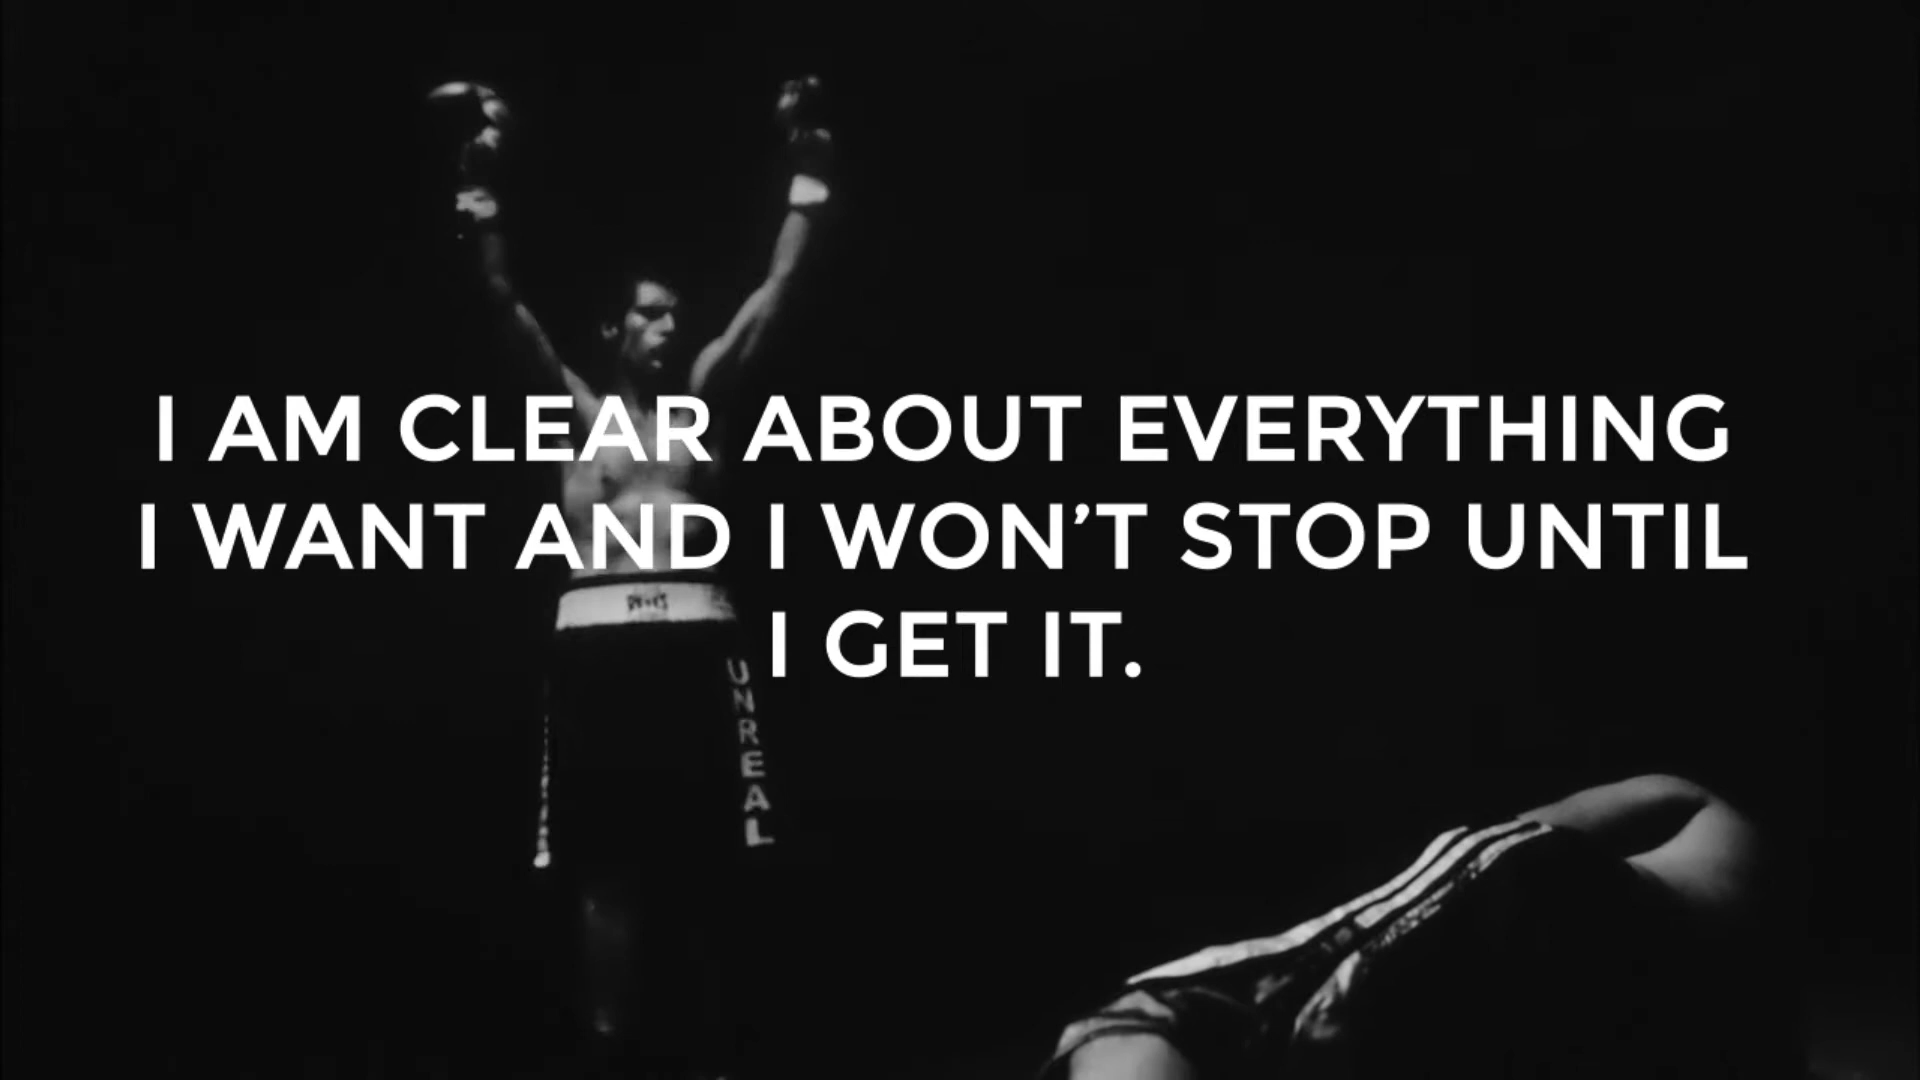 I AM CLEAR ABOUT EVERYTHING
I WANT AND I WON’T STOP UNTIL
I GET IT.
UNREAL